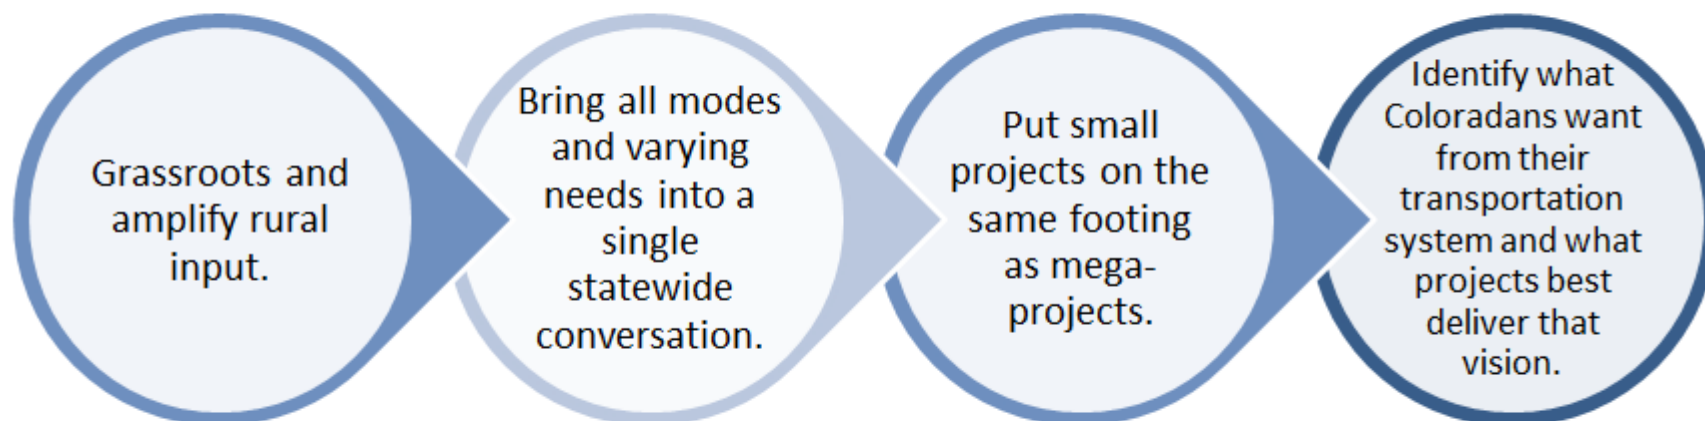 Grassroots and
amplify rural
input.
Bring all modes
and varying
needs into a
single
statewide
conversation.
Put small
projects on the
same footing
as mega-
projects.
Identify what
Coloradans want
from their
transportation
system and what
projects best
deliver that
vision.